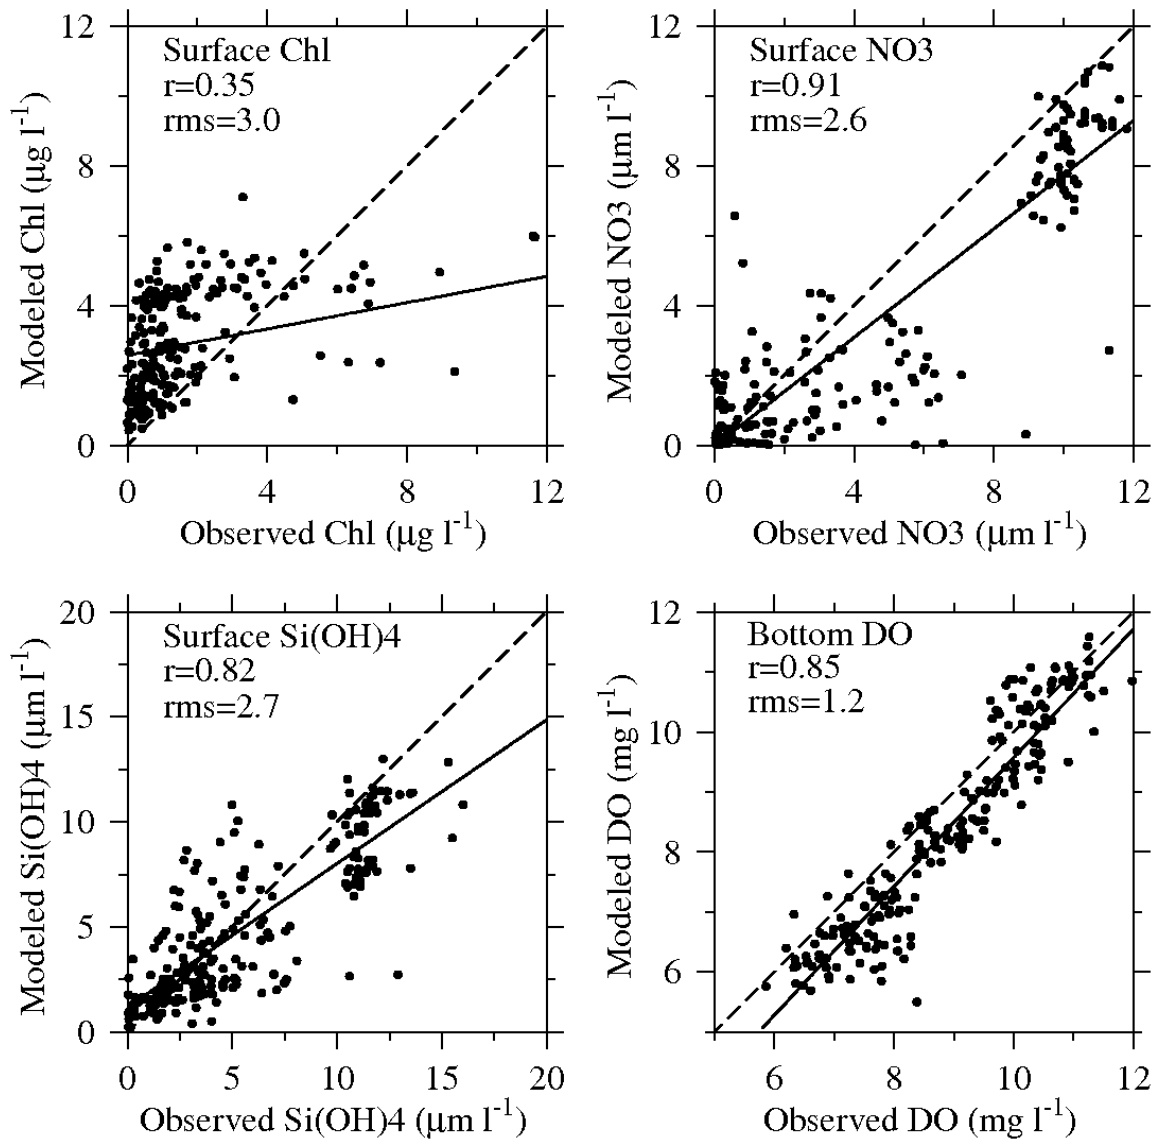 12
8
4
0
Modeled Chl (μg l⁻¹)
Surface Chl
r=0.35
rms=3.0
0 4 8 12
Observed Chl (μg l⁻¹)
12
8
4
0
Modeled NO3 (μm l⁻¹)
Surface NO3
r=0.91
rms=2.6
0 4 8 12
Observed NO3 (μm l⁻¹)
20
15
10
5
0
Modeled Si(OH)4 (μm l⁻¹)
Surface Si(OH)4
r=0.82
rms=2.7
0 5 10 15 20
Observed Si(OH)4 (μm l⁻¹)
12
10
8
6
Modeled DO (mg l⁻¹)
Bottom DO
r=0.85
rms=1.2
6 8 10 12
Observed DO (mg l⁻¹)